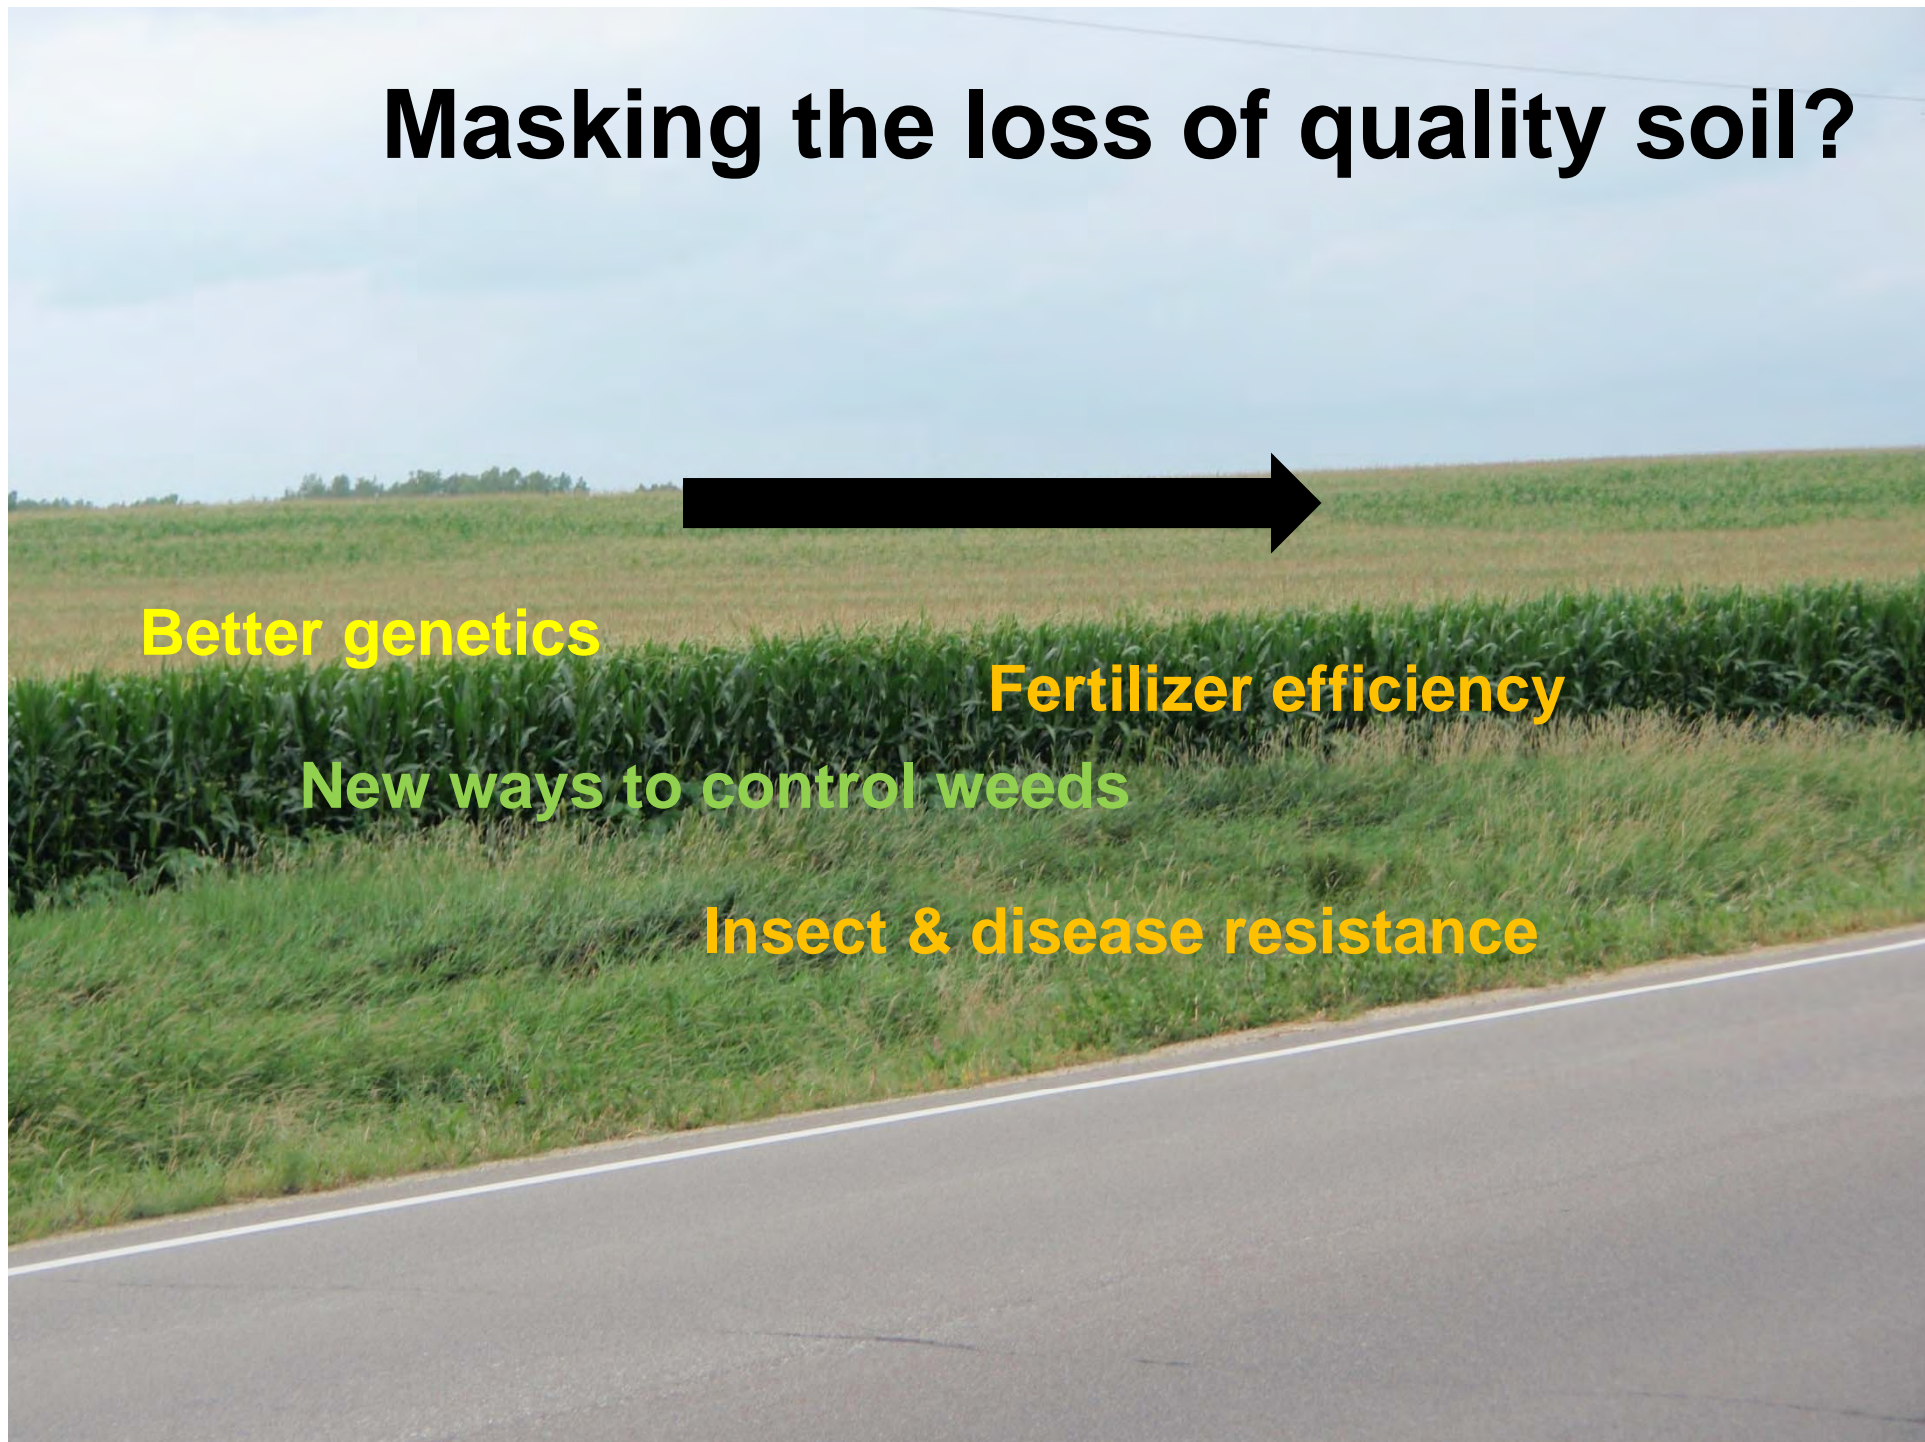 Masking the loss of quality soil?
Better genetics
Fertilizer efficiency
New ways to control weeds
Insect & disease resistance